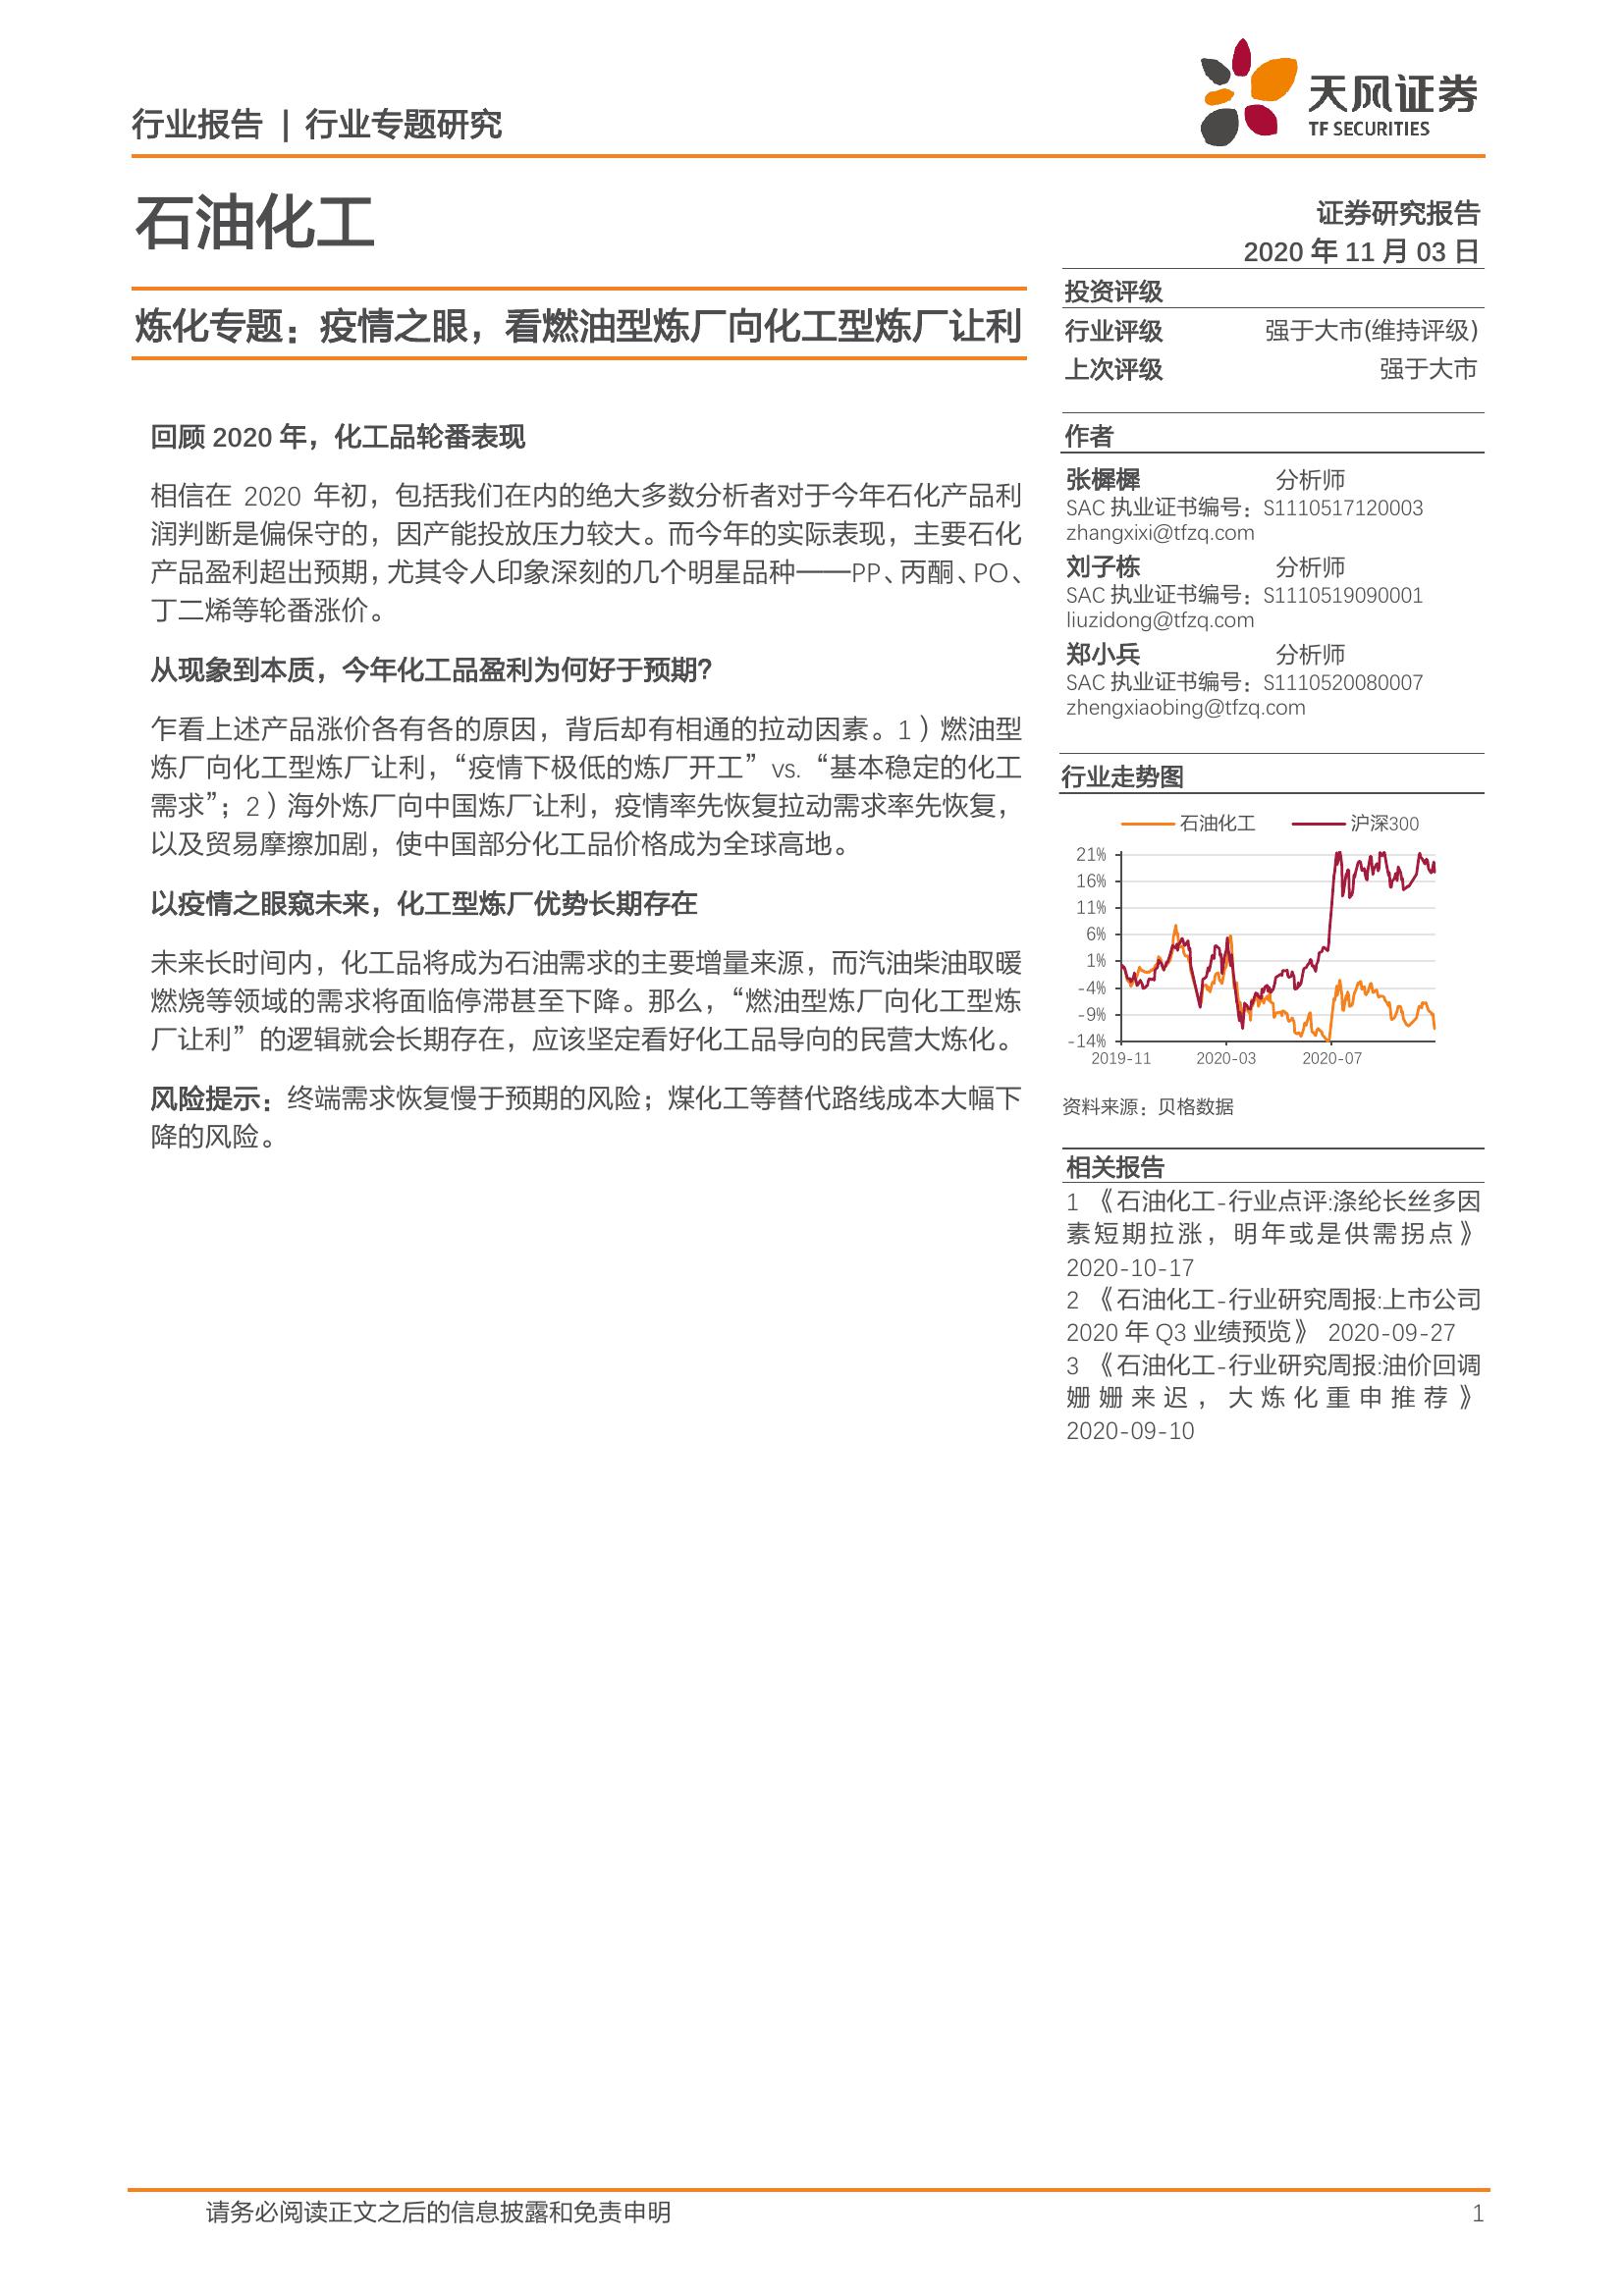 行业报告 | 行业专题研究
天风证券
TF SECURITIES
石油化工
证券研究报告
2020 年 11 月 03 日
炼化专题：疫情之眼，看燃油型炼厂向化工型炼厂让利
回顾 2020 年，化工品轮番表现
相信在 2020 年初，包括我们在内的绝大多数分析者对于今年石化产品利
润判断是偏保守的，因产能投放压力较大。而今年的实际表现，主要石化
产品盈利超出预期，尤其令人印象深刻的几个明星品种——PP、丙酮、PO、
丁二烯等轮番涨价。
从现象到本质，今年化工品盈利为何好于预期？
乍看上述产品涨价各有各的原因，背后却有相通的拉动因素。1）燃油型
炼厂向化工型炼厂让利，“疫情下极低的炼厂开工”vs.“基本稳定的化工
需求”；2）海外炼厂向中国炼厂让利，疫情率先恢复拉动需求率先恢复，
以及贸易摩擦加剧，使中国部分化工品价格成为全球高地。
以疫情之眼窥未来，化工型炼厂优势长期存在
未来长时间内，化工品将成为石油需求的主要增量来源，而汽油柴油取暖
燃烧等领域的需求将面临停滞甚至下降。那么，“燃油型炼厂向化工型炼
厂让利”的逻辑就会长期存在，应该坚定看好化工品导向的民营大炼化。
风险提示：终端需求恢复慢于预期的风险；煤化工等替代路线成本大幅下
降的风险。
投资评级
行业评级 强于大市(维持评级)
上次评级 强于大市
作者
张樨樨 分析师
SAC 执业证书编号：S1110517120003
zhangxixi@tfzq.com
刘子栋 分析师
SAC 执业证书编号：S1110519090001
liuzidong@tfzq.com
郑小兵 分析师
SAC 执业证书编号：S1110520080007
zhengxiaobing@tfzq.com
行业走势图
石油化工 沪深300
21%
16%
11%
6%
1%
-4%
-9%
-14%
2019-11 2020-03 2020-07
资料来源：贝格数据
相关报告
1 《石油化工-行业点评:涤纶长丝多因
素短期拉涨，明年或是供需拐点》
2020-10-17
2 《石油化工-行业研究周报:上市公司
2020 年 Q3 业绩预览》 2020-09-27
3 《石油化工-行业研究周报:油价回调
姗姗来迟，大炼化重申推荐》
2020-09-10
请务必阅读正文之后的信息披露和免责申明 1